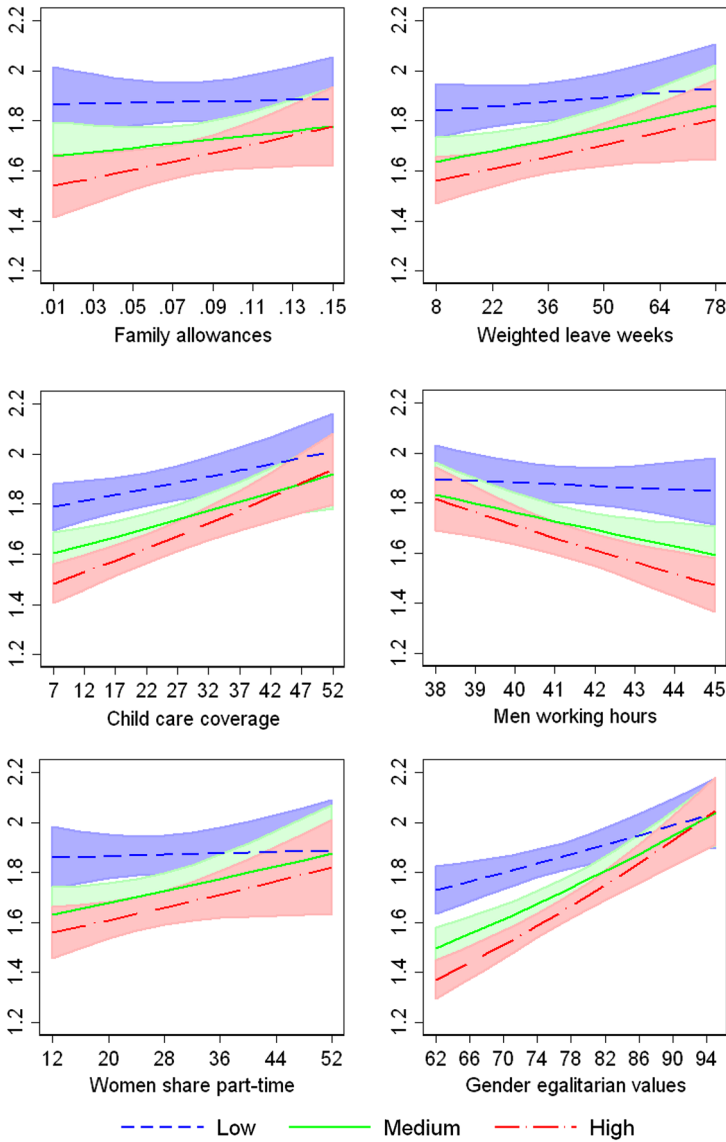 2.2
2
1.8
1.6
1.4
1.2
.01 .03 .05 .07 .09 .11 .13 .15
Family allowances
2.2
2
1.8
1.6
1.4
1.2
8 22 36 50 64 78
Weighted leave weeks
2.2
2
1.8
1.6
1.4
1.2
7 12 17 22 27 32 37 42 47 52
Child care coverage
2.2
2
1.8
1.6
1.4
1.2
38 39 40 41 42 43 44 45
Men working hours
2.2
2
1.8
1.6
1.4
1.2
12 20 28 36 44 52
Women share part-time
2.2
2
1.8
1.6
1.4
1.2
62 66 70 74 78 82 86 90 94
Gender egalitarian values
Low Medium High